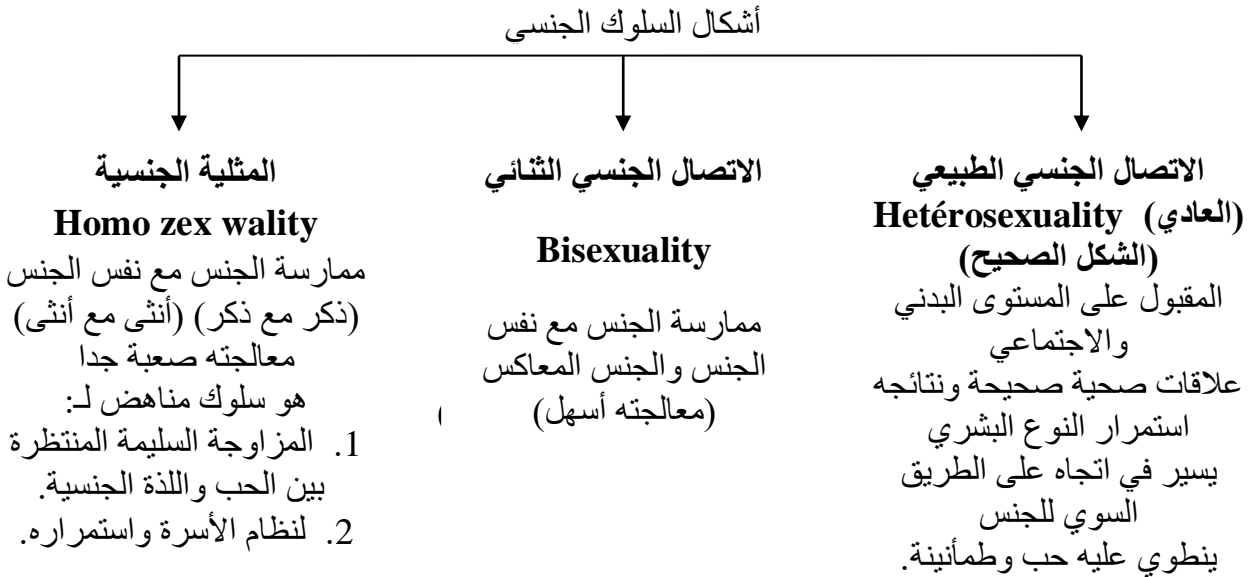 أشكال السلوك الجنسي
الاتصال الجنسي الطبيعي
(العادي) Hetérosexuality
(الشكل الصحيح)
المقبول على المستوى البدني
والاجتماعي
علاقات صحية صحيحة ونتائجه
استمرار النوع البشري
يسير في اتجاه على الطريق
السوي للجنس
ينطوي عليه حب وطمأنينة.
الاتصال الجنسي الثنائي
Bisexuality
ممارسة الجنس مع نفس
الجنس والجنس المعاكس
(معالجته أسهل)
(
المثلية الجنسية
Homo zex wality
ممارسة الجنس مع نفس الجنس
(ذكر مع ذكر) (أنثى مع أنثى)
معالجته صعبة جدا
هو سلوك مناهض لـ:
1. المزاوجة السليمة المنتظرة
بين الحب واللذة الجنسية.
2. لنظام الأسرة واستمراره.